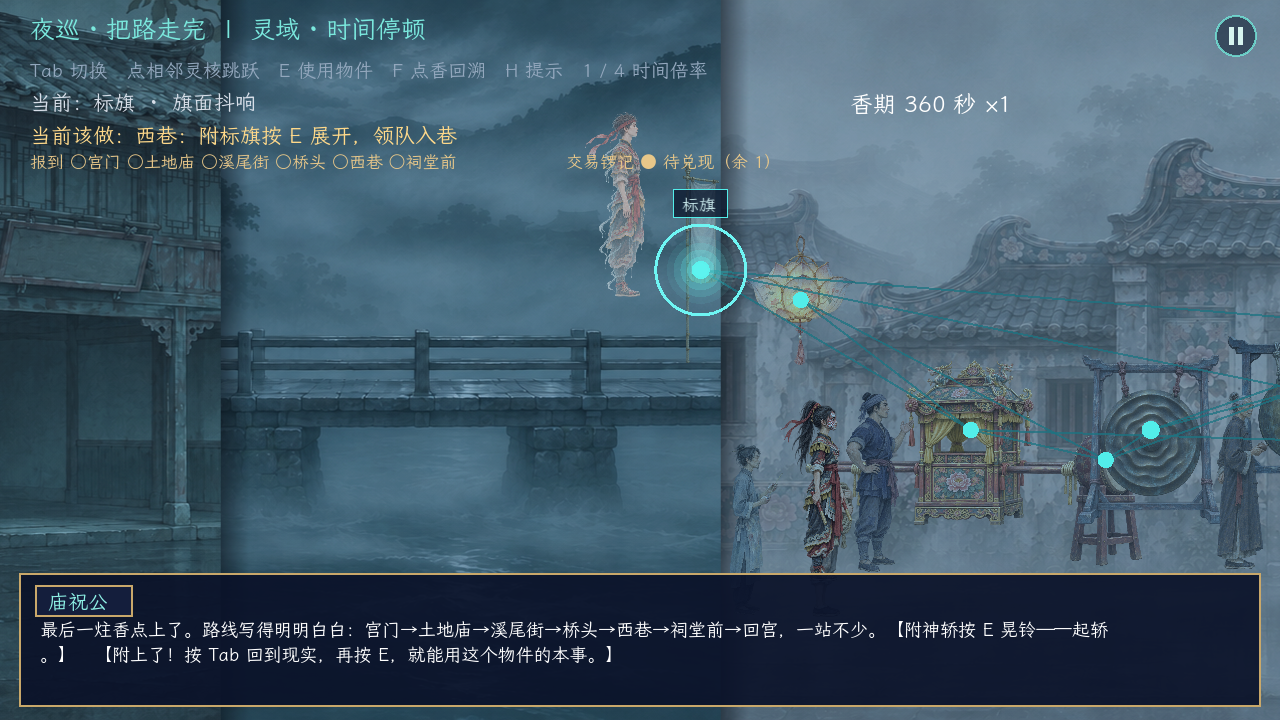 夜巡·把路走完 | 灵域·时间停顿
Tab 切换 点相邻灵核跳跃 E 使用物件 F 点香回溯 H 提示 1 / 4 时间倍率
当前: 标旗 · 旗面抖响
香期 360 秒 ×1
当前该做: 西巷: 附标旗按 E 展开, 领队入巷
报到 ○宫门 ○土地庙 ○溪尾街 ○桥头 ○西巷 ○祠堂前
交易锣记 ● 待兑现 (余 1)
标旗
庙祝公
最后一炷香点上了。路线写得明明白白: 宫门→土地庙→溪尾街→桥头→西巷→祠堂前→回宫, 一站不少。【附神轿按 E 晃铃——起轿
。】 【附上了! 按 Tab 回到现实, 再按 E, 就能用这个物件的本事。】